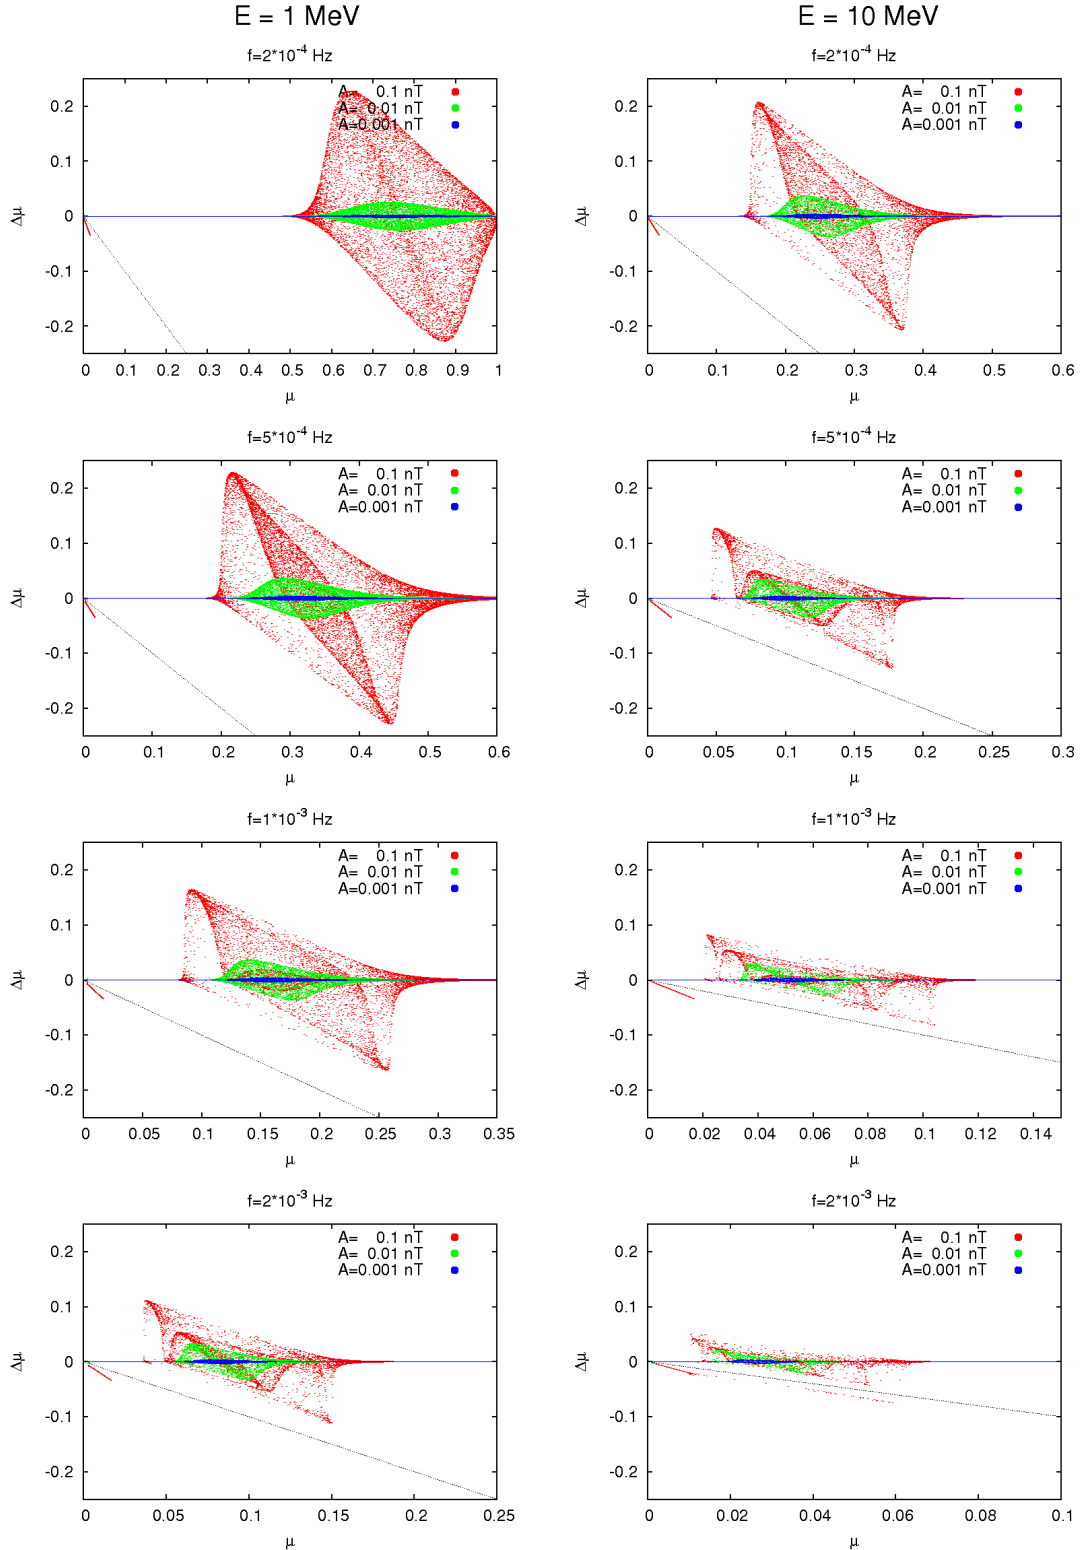 E = 1 MeV
E = 10 MeV
f=2*10-4 Hz
0.2
0.1
0
-0.1
-0.2
Δμ
A= 0.1 nT
A= 0.01 nT
A=0.001 nT
0 0.1 0.2 0.3 0.4 0.5 0.6 0.7 0.8 0.9 1
μ
f=2*10-4 Hz
0.2
0.1
0
-0.1
-0.2
Δμ
A= 0.1 nT
A= 0.01 nT
A=0.001 nT
0 0.1 0.2 0.3 0.4 0.5 0.6
μ
f=5*10-4 Hz
0.2
0.1
0
-0.1
-0.2
Δμ
A= 0.1 nT
A= 0.01 nT
A=0.001 nT
0 0.1 0.2 0.3 0.4 0.5 0.6
μ
f=5*10-4 Hz
0.2
0.1
0
-0.1
-0.2
Δμ
A= 0.1 nT
A= 0.01 nT
A=0.001 nT
0 0.05 0.1 0.15 0.2 0.25 0.3
μ
f=1*10-3 Hz
0.2
0.1
0
-0.1
-0.2
Δμ
A= 0.1 nT
A= 0.01 nT
A=0.001 nT
0 0.05 0.1 0.15 0.2 0.25 0.3 0.35
μ
f=1*10-3 Hz
0.2
0.1
0
-0.1
-0.2
Δμ
A= 0.1 nT
A= 0.01 nT
A=0.001 nT
0 0.02 0.04 0.06 0.08 0.1 0.12 0.14
μ
f=2*10-3 Hz
0.2
0.1
0
-0.1
-0.2
Δμ
A= 0.1 nT
A= 0.01 nT
A=0.001 nT
0 0.05 0.1 0.15 0.2 0.25
μ
f=2*10-3 Hz
0.2
0.1
0
-0.1
-0.2
Δμ
A= 0.1 nT
A= 0.01 nT
A=0.001 nT
0 0.02 0.04 0.06 0.08 0.1
μ